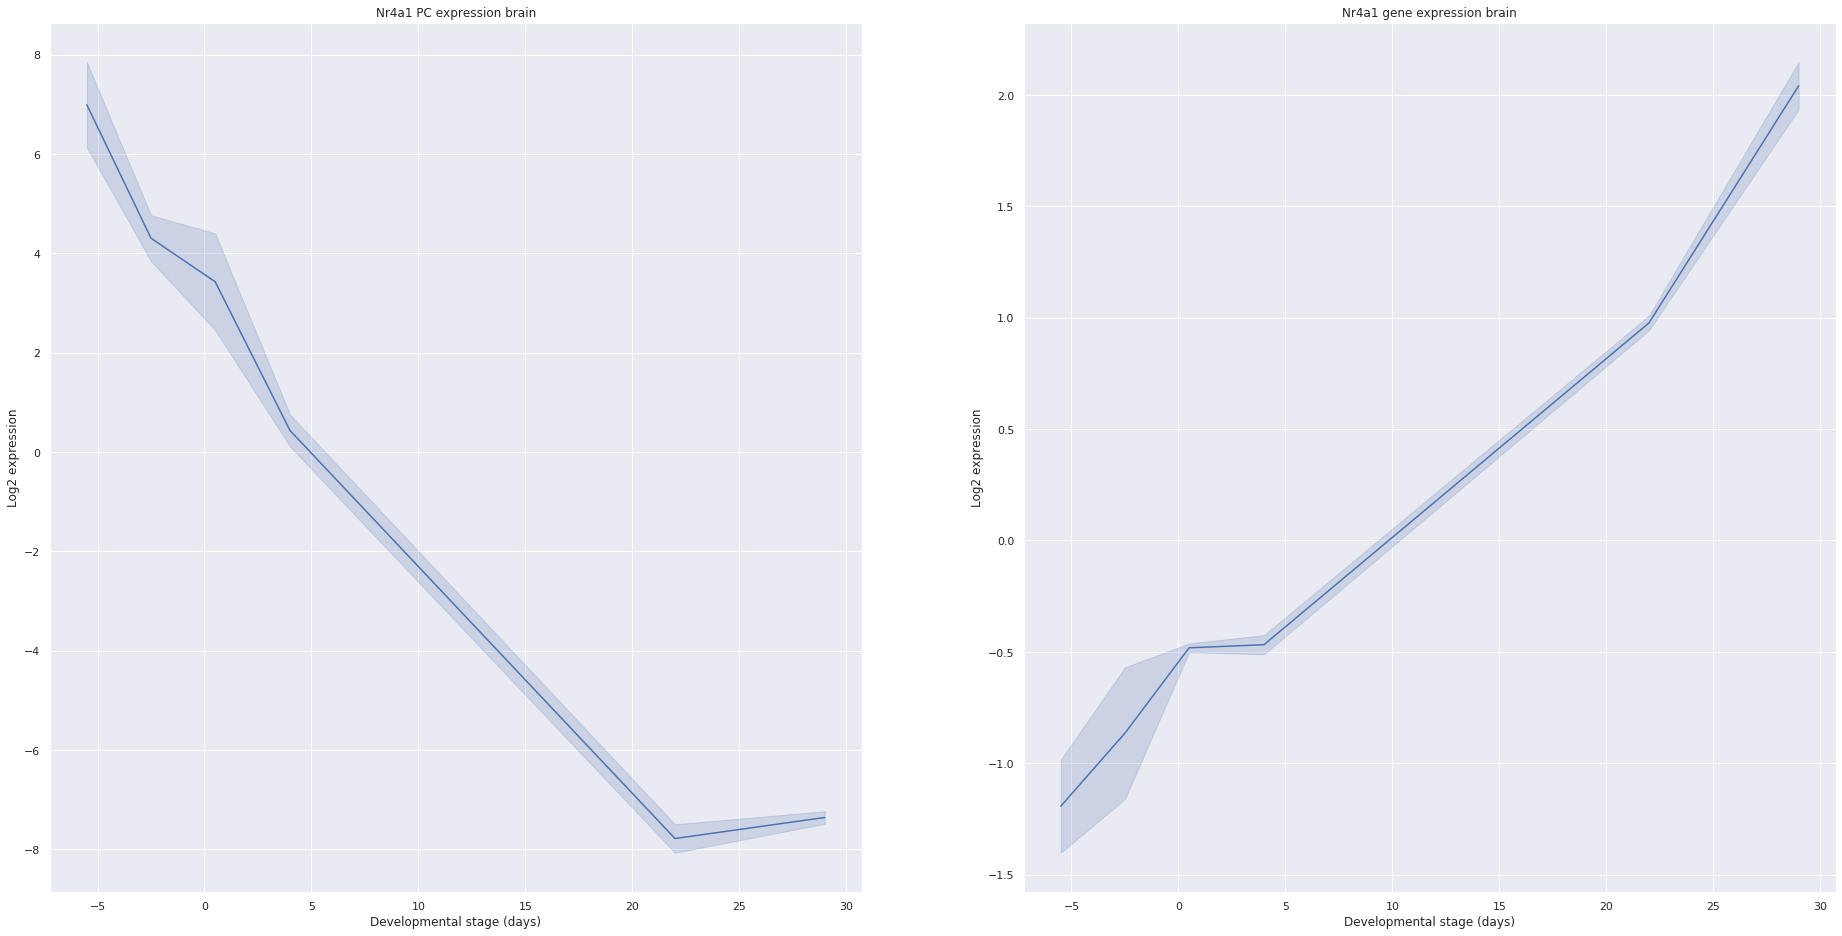 Nr4a1 PC expression brain
8
6
4
2
0
−2
−4
−6
−8
Log2 expression
−5 0 5 10 15 20 25 30
Developmental stage (days)
Nr4a1 gene expression brain
2.0
1.5
1.0
0.5
0.0
−0.5
−1.0
−1.5
Log2 expression
−5 0 5 10 15 20 25 30
Developmental stage (days)